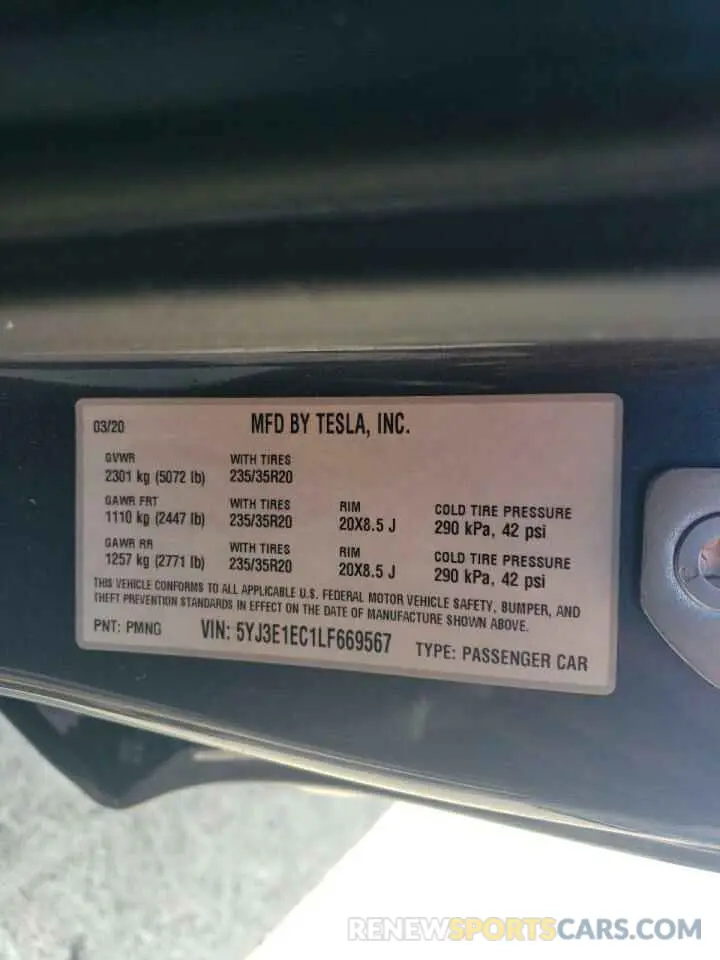 03/20 MFD BY TESLA, INC.
GVWR WITH TIRES
2301 kg (5072 lb) 235/35R20
GAWR FRT WITH TIRES RIM COLD TIRE PRESSURE
1110 kg (2447 lb) 235/35R20 20X8.5 J 290 kPa, 42 psi
GAWR RR WITH TIRES RIM COLD TIRE PRESSURE
1257 kg (2771 lb) 235/35R20 20X8.5 J 290 kPa, 42 psi
THIS VEHICLE CONFORMS TO ALL APPLICABLE U.S. FEDERAL MOTOR VEHICLE SAFETY, BUMPER, AND
THEFT PREVENTION STANDARDS IN EFFECT ON THE DATE OF MANUFACTURE SHOWN ABOVE.
PNT: PMNG VIN: 5YJ3E1EC1LF669567 TYPE: PASSENGER CAR
RENEWSPORTSCARS.COM